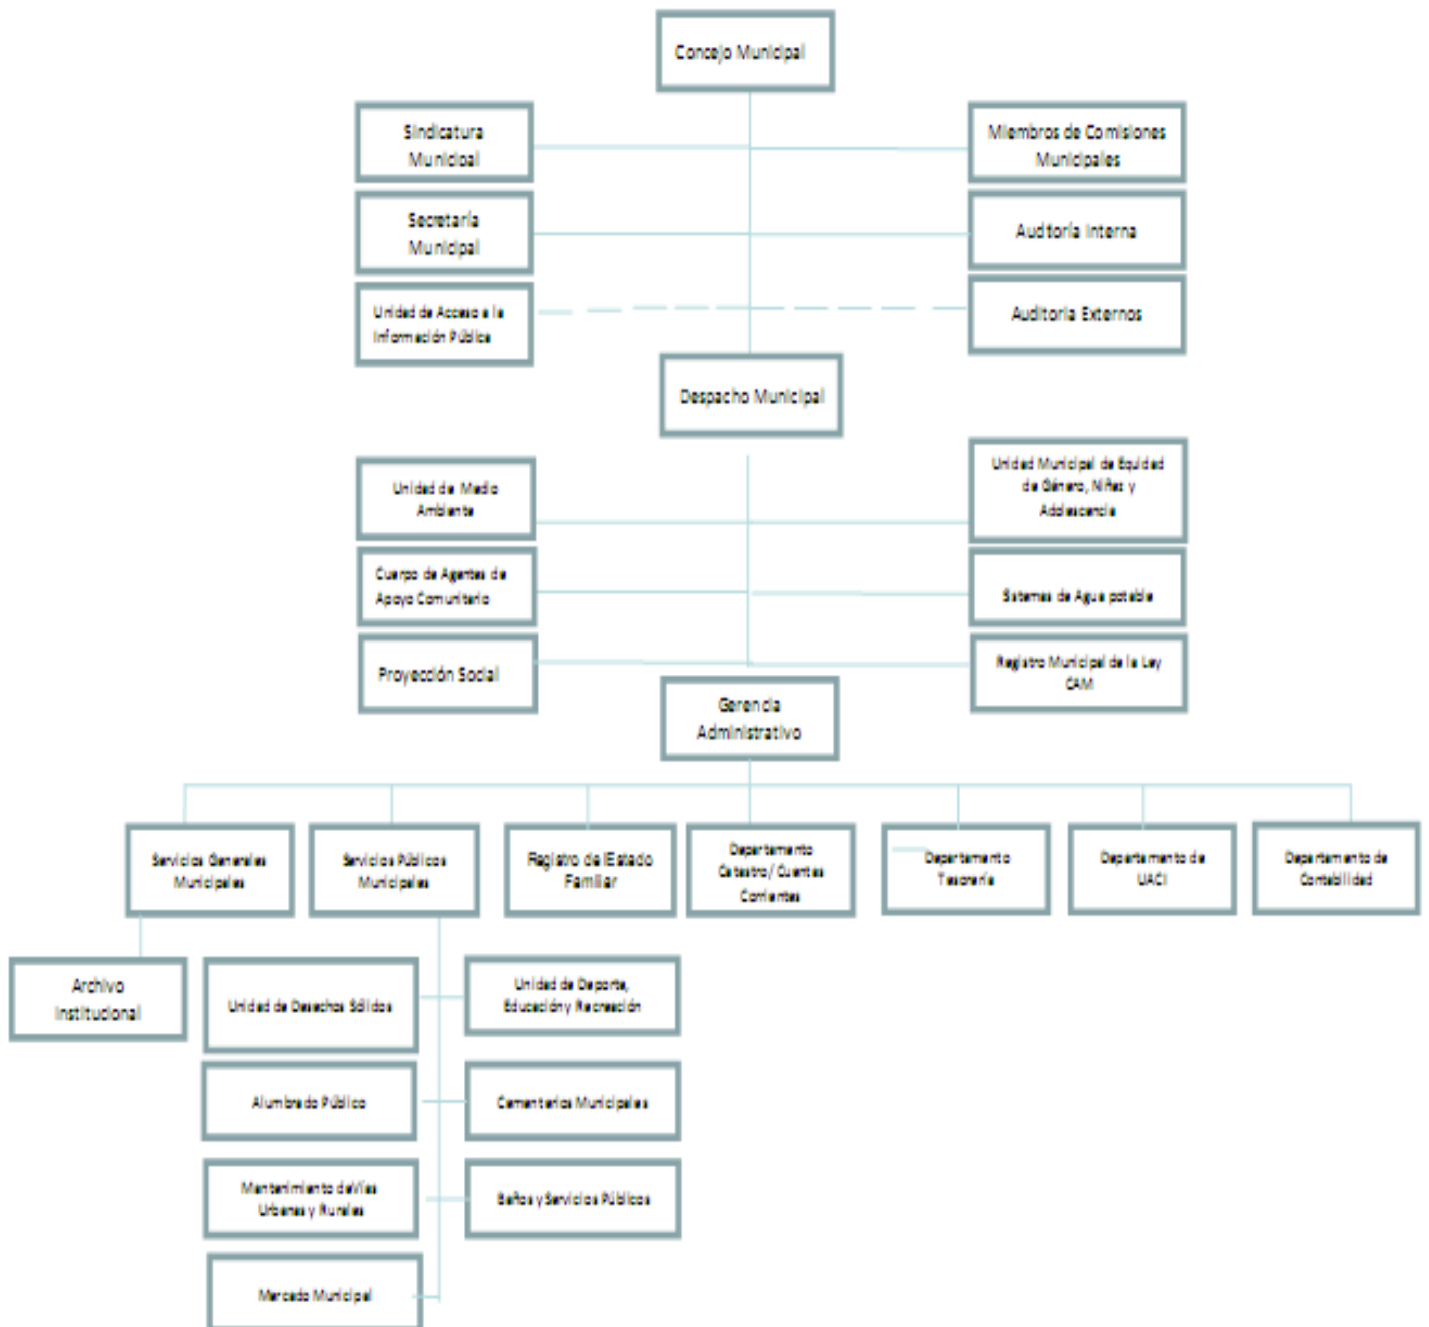 Concejo Municipal
Sindicatura
Municipal
Miembros de Comisiones
Municipales
Secretaría
Municipal
Auditoría Interna
Unidad de Acceso a la
Información Pública
Auditoria Externos
Despacho Municipal
Unidad de Medio
Ambiente
Unidad Municipal de Equidad
de Género, Niñez y
Adolescencia
Cuerpo de Agentes de
Apoyo Comunitario
Sistemas de Agua potable
Proyección Social
Registro Municipal de la Ley
CAM
Gerencia
Administrativo
Servicios Generales
Municipales
Servicios Públicos
Municipales
Registro de lEstado
Familiar
Departamento
Catastro/ Cuentas
Corrientes
Departamento
Tesorería
Departamento de
UACI
Departamento de
Contabilidad
Archivo
Institucional
Unidad de Desechos Sólidos
Unidad de Deporte,
Educación y Recreación
Alumbrado Público
Cementerios Municipales
Mantenimiento de Vías
Urbanas y Rurales
Baños y Servicios Públicos
Mercado Municipal